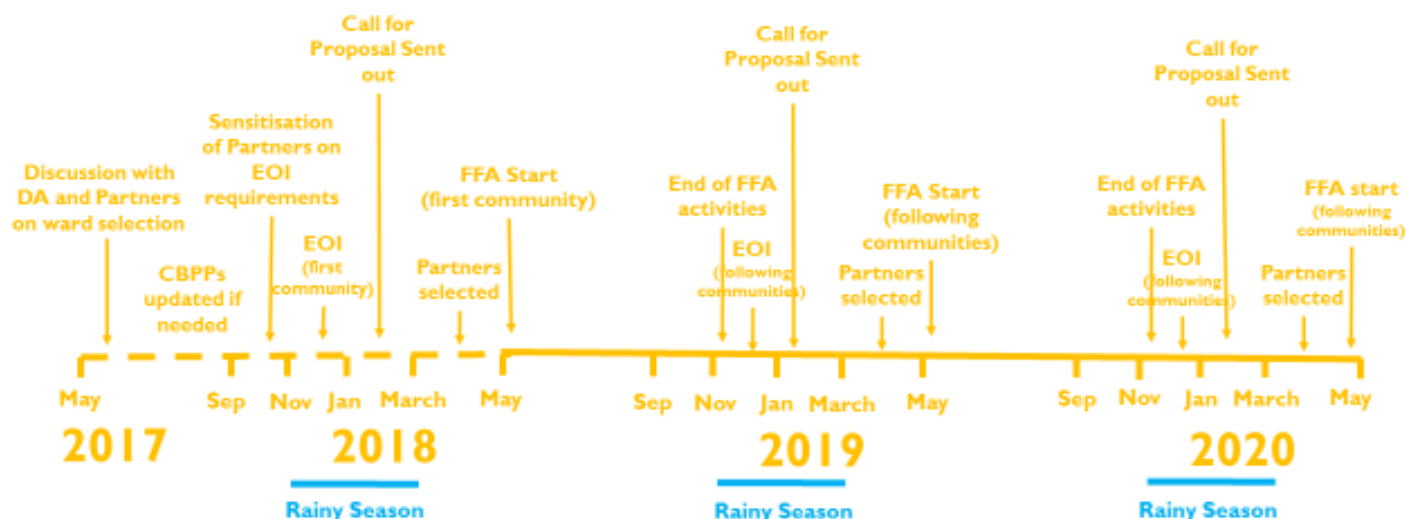 Call for
Proposal Sent
out
Sensitisation
of Partners on
EOI
requirements
Discussion with
DA and Partners
on ward selection
CBPPs
updated if
needed
EOI
(first
community)
Partners
selected
FFA Start
(first community)
Call for
Proposal Sent
out
End of FFA
activities
EOI
(following
communities)
Partners
selected
FFA Start
(following
communities)
Call for
Proposal Sent
out
End of FFA
activities
EOI
(following
communities)
Partners
selected
FFA start
(following
communities)
May Sep Nov Jan March May Sep Nov Jan March May Sep Nov Jan March May
2017 2018 2019 2020
Rainy Season Rainy Season Rainy Season